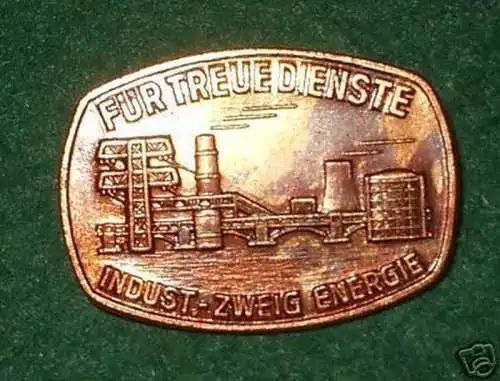 FÜR TREUE DIENSTE
INDUST.-ZWEIG ENERGIE